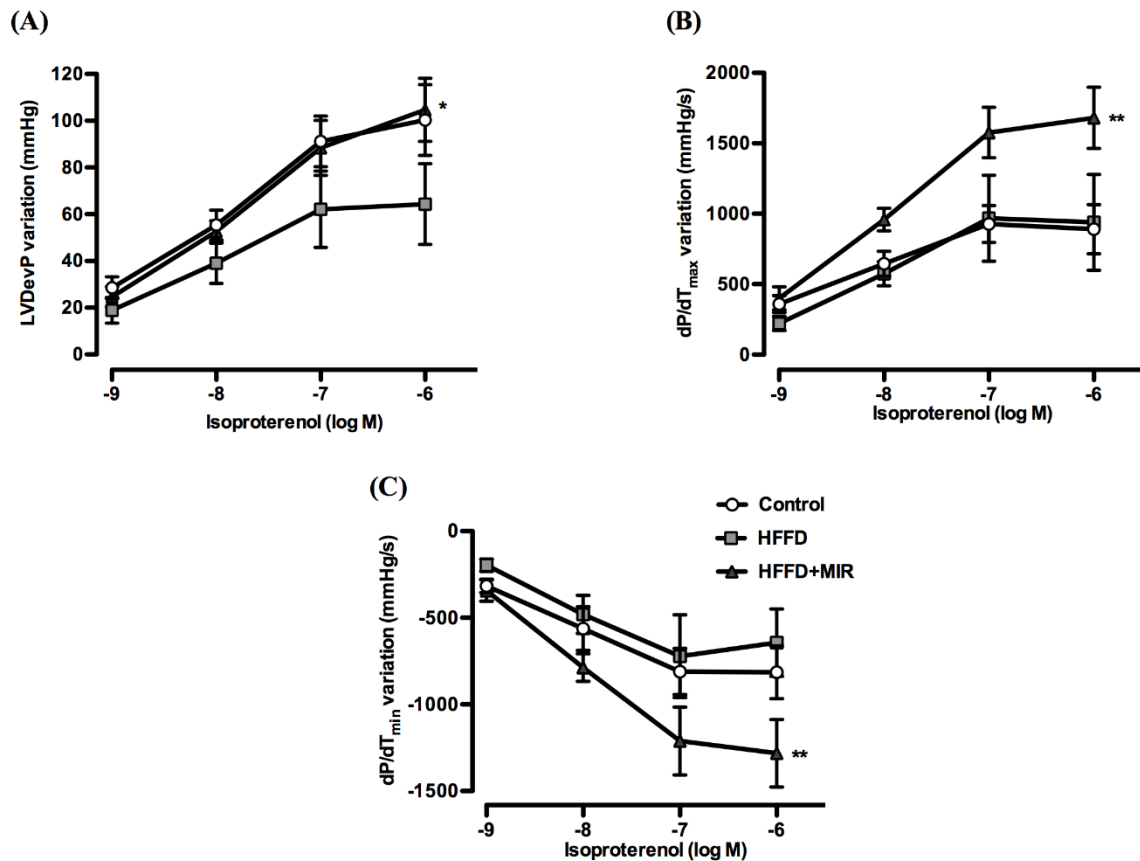 (A)
LVDevP variation (mmHg)
120
100
80
60
40
20
0
*
-9 -8 -7 -6
Isoproterenol (log M)
(B)
dP/dTmax variation (mmHg/s)
2000
1500
1000
500
0
**
-9 -8 -7 -6
Isoproterenol (log M)
(C)
dP/dTmin variation (mmHg/s)
0
-500
-1000
-1500
Control
HFFD
HFFD+MIR
**
-9 -8 -7 -6
Isoproterenol (log M)